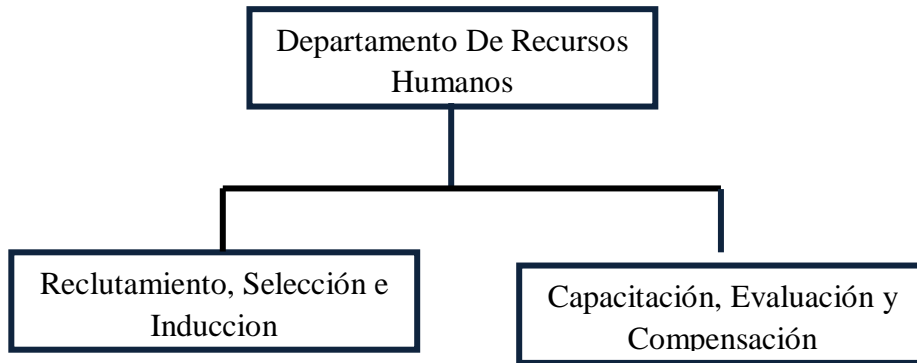 Departamento De Recursos
Humanos
Reclutamiento, Selección e
Induccion
Capacitación, Evaluación y
Compensación